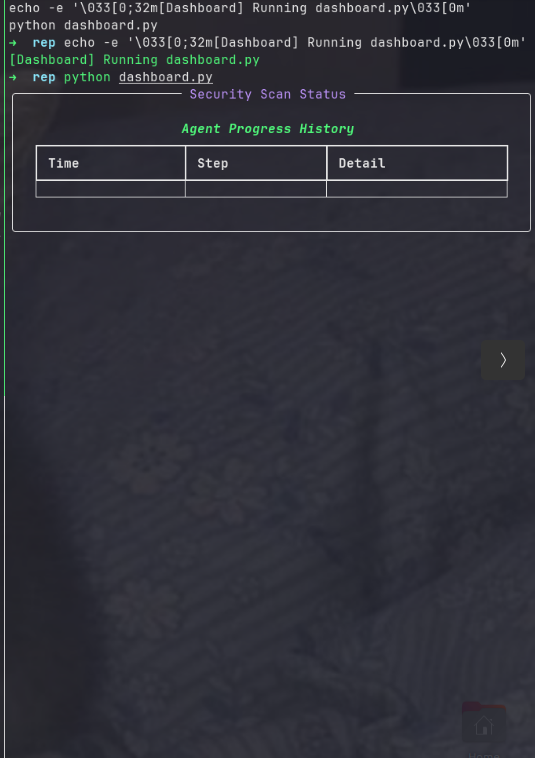 echo -e '\033[0;32m[Dashboard] Running dashboard.py\033[0m'
python dashboard.py
➜  rep echo -e '\033[0;32m[Dashboard] Running dashboard.py\033[0m'
[Dashboard] Running dashboard.py
➜  rep python dashboard.py
Security Scan Status
Agent Progress History
Time Step Detail